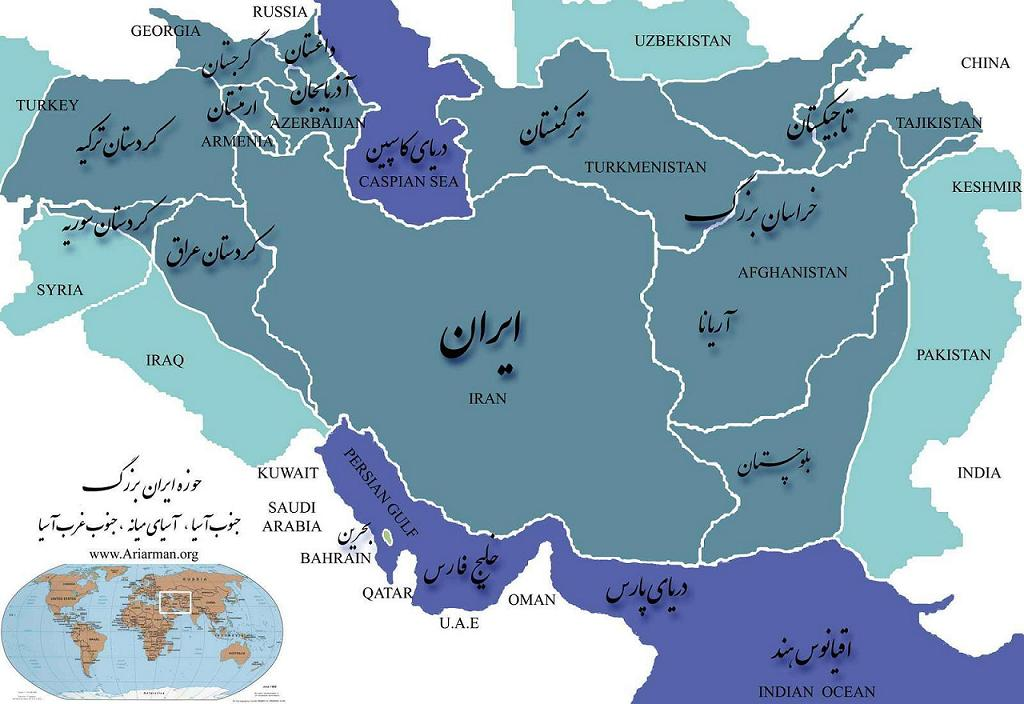 RUSSIA
GEORGIA
گرجستان
داغستان
UZBEKISTAN
CHINA
TURKEY
ارمنستان
آذربایجان
AZERBAIJAN
ARMENIA
کردستان ترکیه
دریای کاسپین
CASPIAN SEA
ترکمنستان
TURKMENISTAN
تاجیکستان
TAJIKISTAN
KESHMIR
خراسان بزرگ
کردستان سوریه
کردستان عراق
SYRIA
AFGHANISTAN
آریانا
IRAQ
ایران
IRAN
PAKISTAN
بلوچستان
INDIA
KUWAIT
PERSIAN GULF
SAUDI
ARABIA
بحرین
BAHRAIN
QATAR
خلیج فارس
U.A.E
OMAN
دریای پارس
اقیانوس هند
INDIAN OCEAN
حوزه ایران بزرگ
جنوب آسیا ، آسیای میانه ، جنوب غرب آسیا
www.Ariarman.org